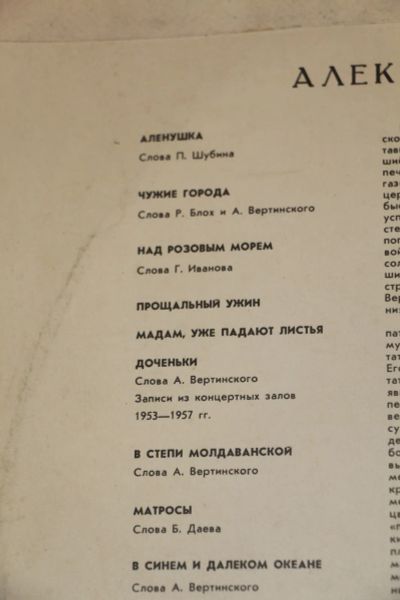 АЛЕК
АЛЕНУШКА
Слова П. Шубина
ЧУЖИЕ ГОРОДА
Слова Р. Блох и А. Вертинского
НАД РОЗОВЫМ МОРЕМ
Слова Г. Иванова
ПРОЩАЛЬНЫЙ УЖИН
МАДАМ, УЖЕ ПАДАЮТ ЛИСТЬЯ
ДОЧЕНЬКИ
Слова А. Вертинского
Записи из концертных залов
1953—1957 гг.
В СТЕПИ МОЛДАВАНСКОЙ
Слова А. Вертинского
МАТРОСЫ
Слова Б. Даева
В СИНЕМ И ДАЛЕКОМ ОКЕАНЕ
Слова А. Вертинского